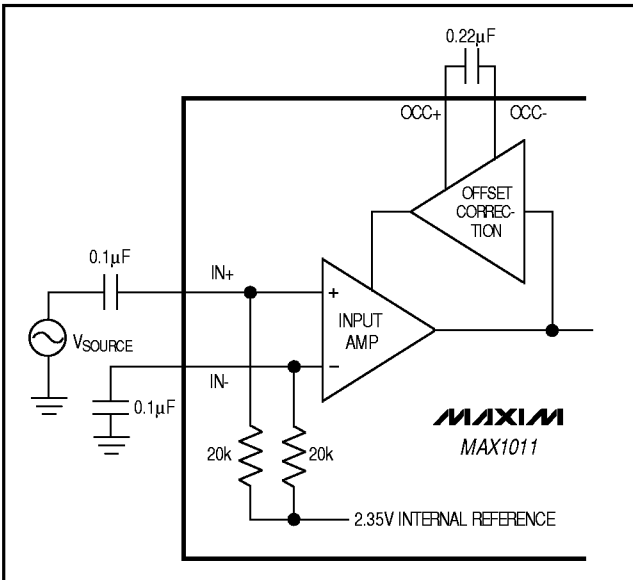 0.22µF
OCC+ OCC-
OFFSET
CORREC-
TION
0.1µF
IN+
+
INPUT
AMP
VSOURCE
IN-
−
0.1µF
MAXIM
MAX1011
20k 20k
2.35V INTERNAL REFERENCE